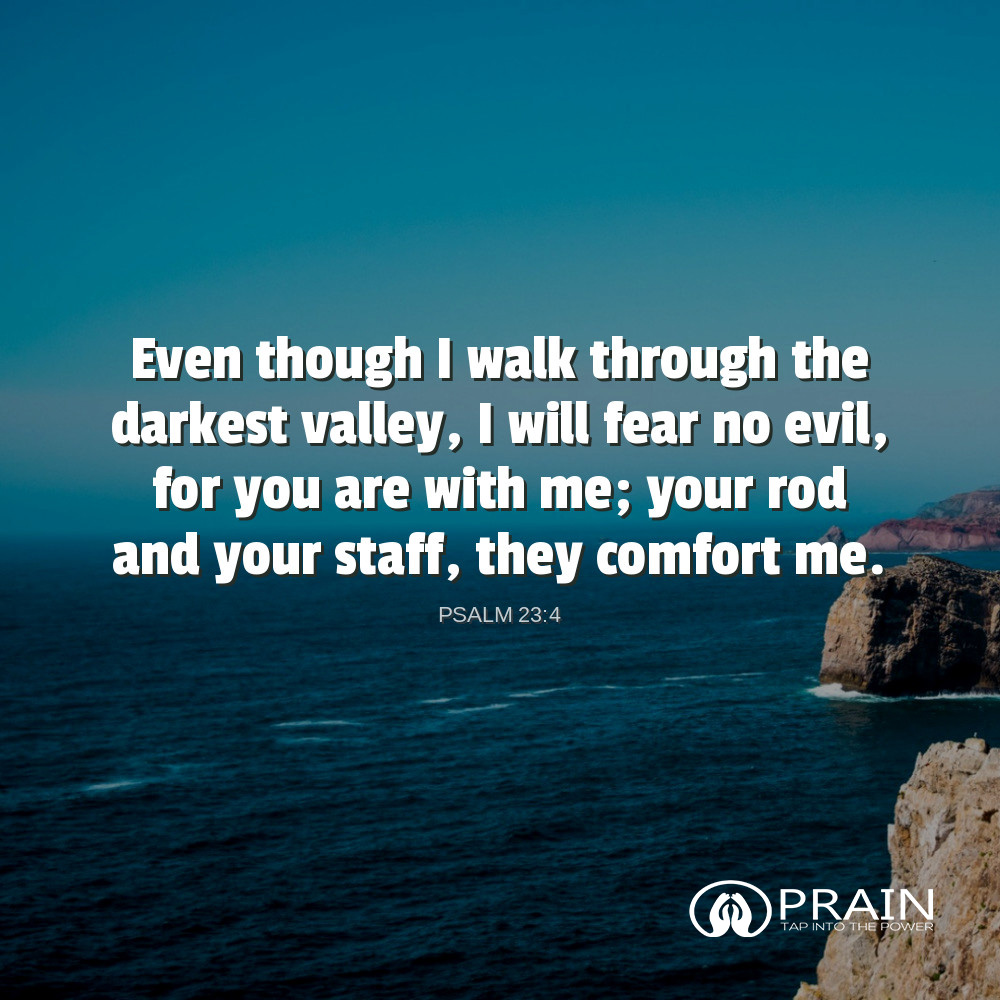 Even though I walk through the
darkest valley, I will fear no evil,
for you are with me; your rod
and your staff, they comfort me.
PSALM 23:4
PRAIN
TAP INTO THE POWER